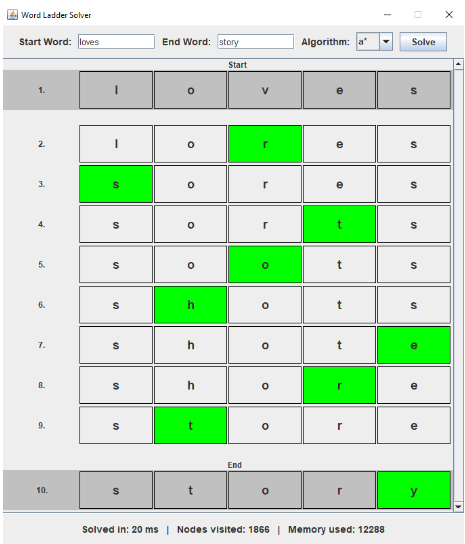 Word Ladder Solver
Start Word: loves End Word: story Algorithm: a* Solve
Start
1. l o v e s
2. l o r e s
3. s o r e s
4. s o r t s
5. s o o t s
6. s h o t s
7. s h o t e
8. s h o r e
9. s t o r e
End
10. s t o r y
Solved in: 20 ms | Nodes visited: 1866 | Memory used: 12288